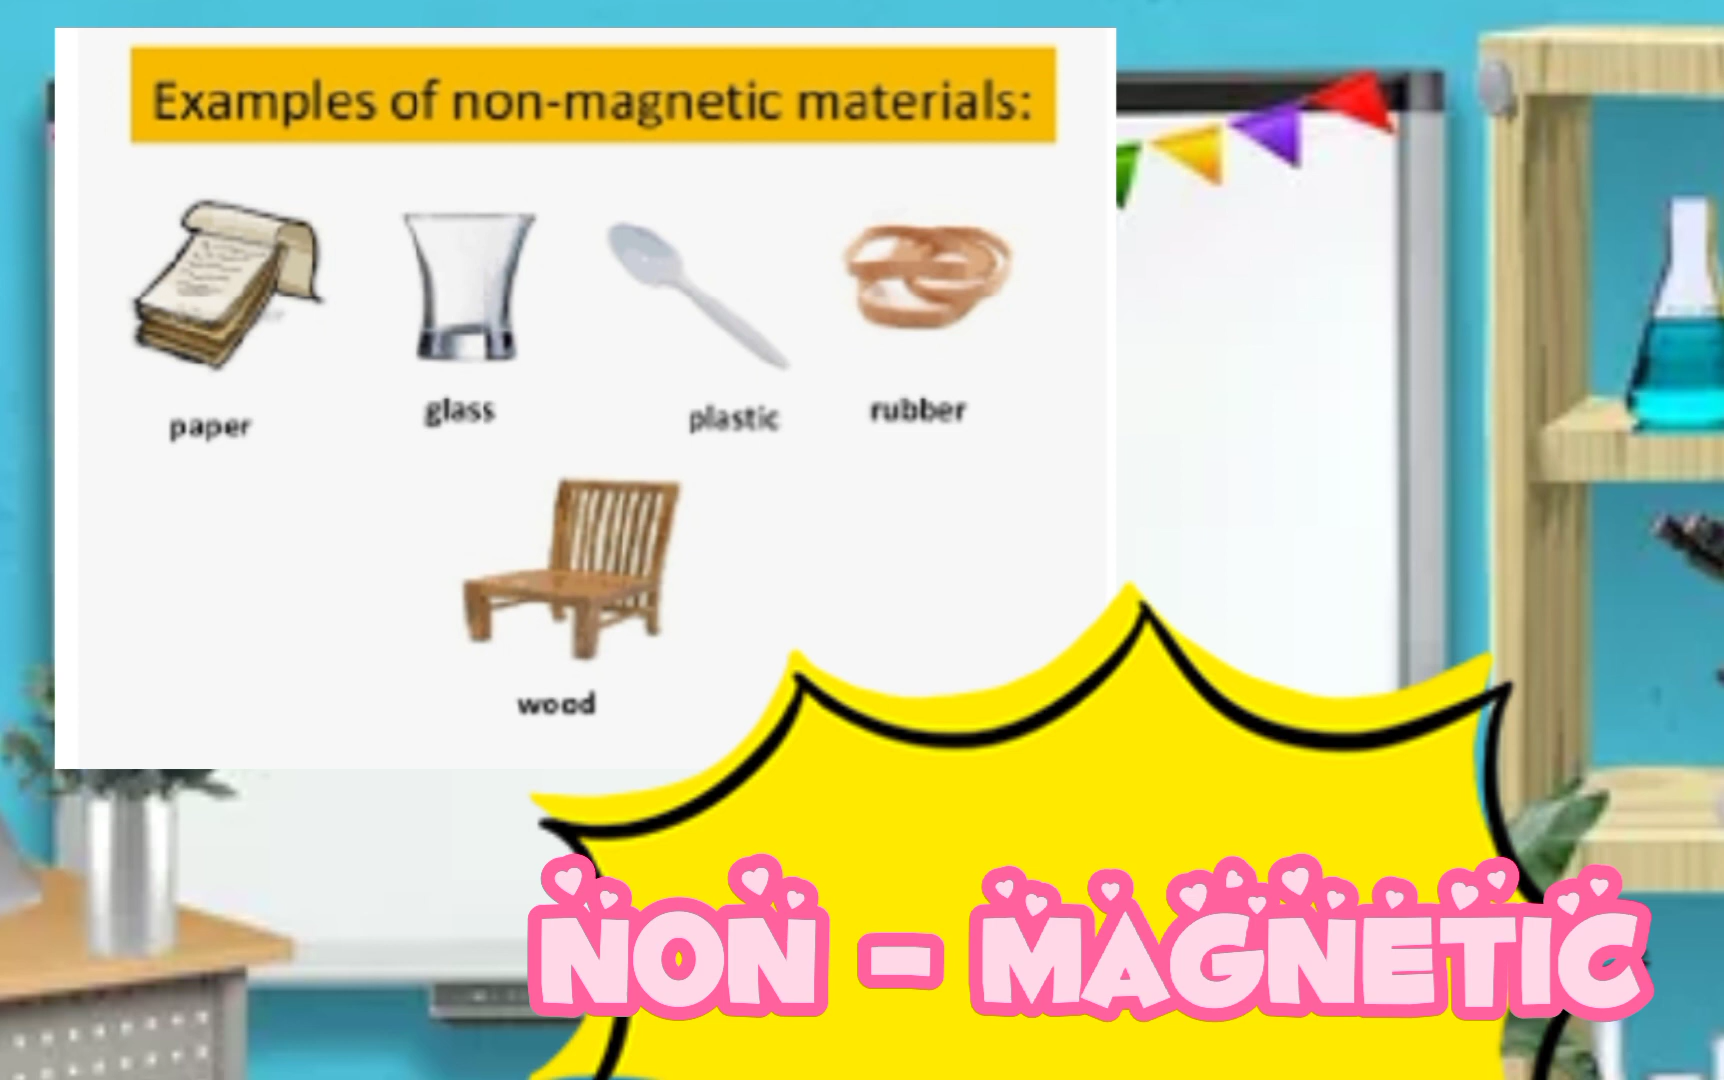 Examples of non-magnetic materials:
paper
glass
plastic
rubber
wood
NON - MAGNETIC